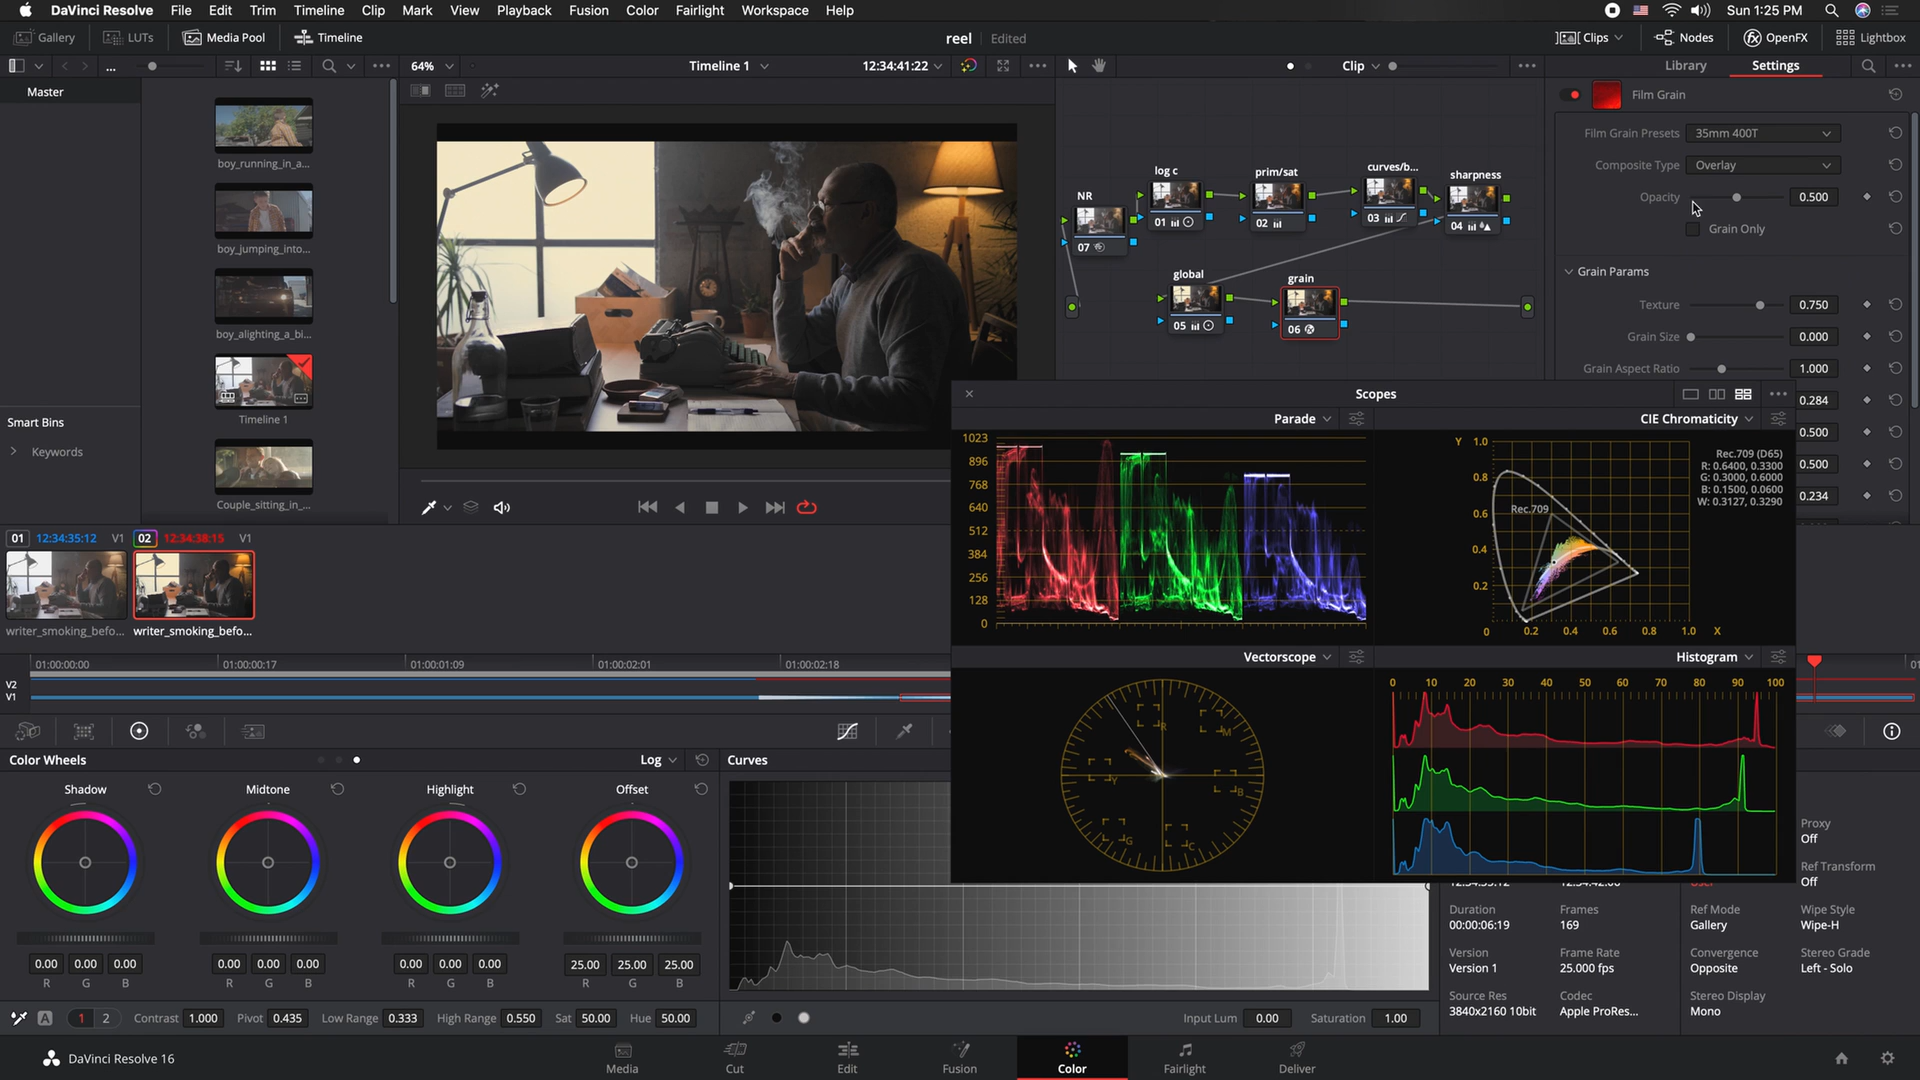 DaVinci Resolve File Edit Trim Timeline Clip Mark View Playback Fusion Color Fairlight Workspace Help Sun 1:25 PM
Gallery LUTs Media Pool Timeline reel Edited Clips Nodes OpenFX Lightbox
... 64% Timeline 1 12:34:41:22 Clip Library Settings
Master
Film Grain
Film Grain Presets 35mm 400T
Composite Type Overlay
Opacity 0.500
Grain Only
Grain Params
Texture 0.750
Grain Size 0.000
Grain Aspect Ratio 1.000
0.284
0.500
0.500
0.234
boy_running_in_a...
boy_jumping_into...
boy_alighting_a_bi...
Timeline 1
Couple_sitting_in_...
Smart Bins
Keywords
NR
07
log c
01
prim/sat
02
curves/b...
03
sharpness
04
global
05
grain
06
Scopes
Parade
1023
896
768
640
512
384
256
128
0
CIE Chromaticity
Y 1.0
0.8
0.6
0.4
0.2
0 0.2 0.4 0.6 0.8 1.0 X
Rec.709
Rec.709 (D65)
R: 0.6400, 0.3300
G: 0.3000, 0.6000
B: 0.1500, 0.0600
W: 0.3127, 0.3290
Vectorscope
R
M
B
C
G
Y
Histogram
0 10 20 30 40 50 60 70 80 90 100
01 12:34:35:12 V1 02 12:34:38:15 V1
writer_smoking_befo... writer_smoking_befo...
01:00:00:00 01:00:00:17 01:00:01:09 01:00:02:01 01:00:02:18
V2
V1
Color Wheels Log Curves
Shadow Midtone Highlight Offset
0.00 0.00 0.00 0.00 0.00 0.00 0.00 0.00 0.00 25.00 25.00 25.00
R G B R G B R G B R G B
A 1 2 Contrast 1.000 Pivot 0.435 Low Range 0.333 High Range 0.550 Sat 50.00 Hue 50.00 Input Lum 0.00 Saturation 1.00
Proxy
Off
Ref Transform
Off
Duration Frames Ref Mode Wipe Style
00:00:06:19 169 Gallery Wipe-H
Version Frame Rate Convergence Stereo Grade
Version 1 25.000 fps Opposite Left - Solo
Source Res Codec Stereo Display
3840x2160 10bit Apple ProRes... Mono
DaVinci Resolve 16 Media Cut Edit Fusion Color Fairlight Deliver